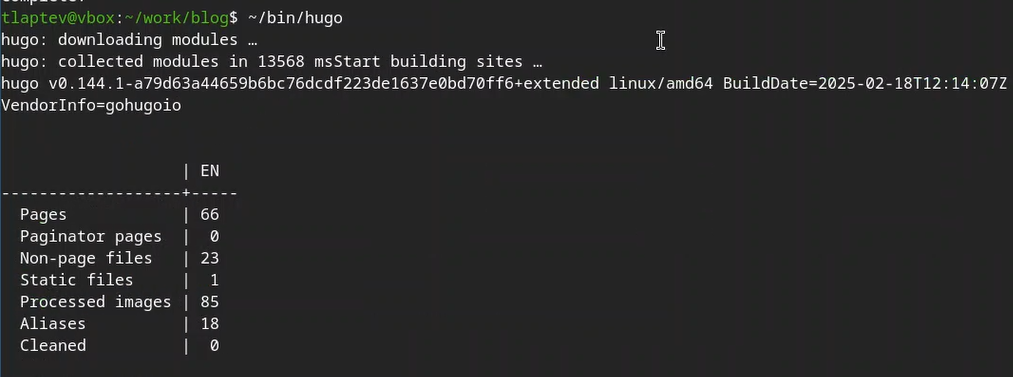 tlaptev@vbox:~/work/blog$ ~/bin/hugo
hugo: downloading modules …
hugo: collected modules in 13568 msStart building sites …
hugo v0.144.1-a79d63a44659b6bc76dcdf223de1637e0bd70ff6+extended linux/amd64 BuildDate=2025-02-18T12:14:07Z
VendorInfo=gohugoio
| EN
-------------------+-----
Pages | 66
Paginator pages | 0
Non-page files | 23
Static files | 1
Processed images | 85
Aliases | 18
Cleaned | 0